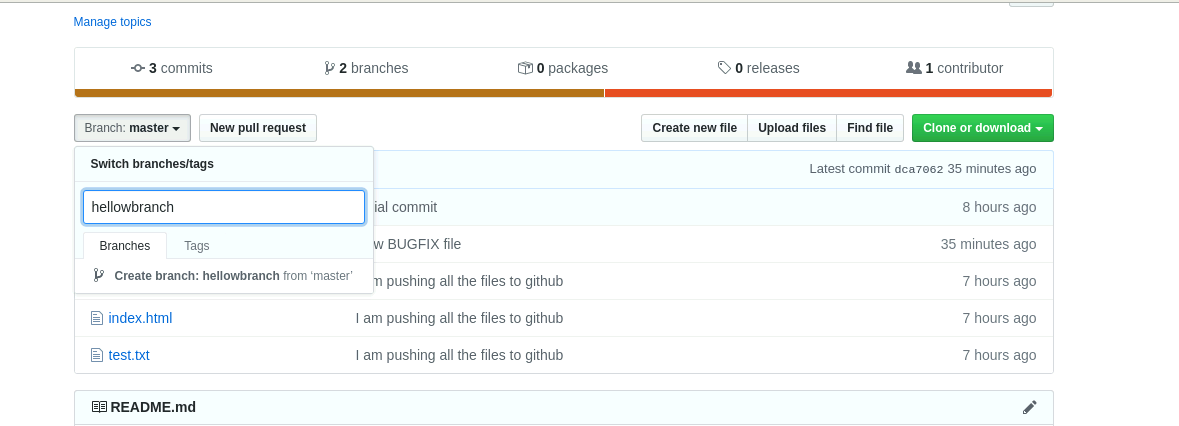 Manage topics
3 commits 2 branches 0 packages 0 releases 1 contributor
Branch: master New pull request Create new file Upload files Find file Clone or download
Switch branches/tags
Latest commit dca7062 35 minutes ago
hellowbranch
ial commit 8 hours ago
Branches Tags
w BUGFIX file 35 minutes ago
Create branch: hellowbranch from ‘master’
m pushing all the files to github 7 hours ago
index.html I am pushing all the files to github 7 hours ago
test.txt I am pushing all the files to github 7 hours ago
README.md